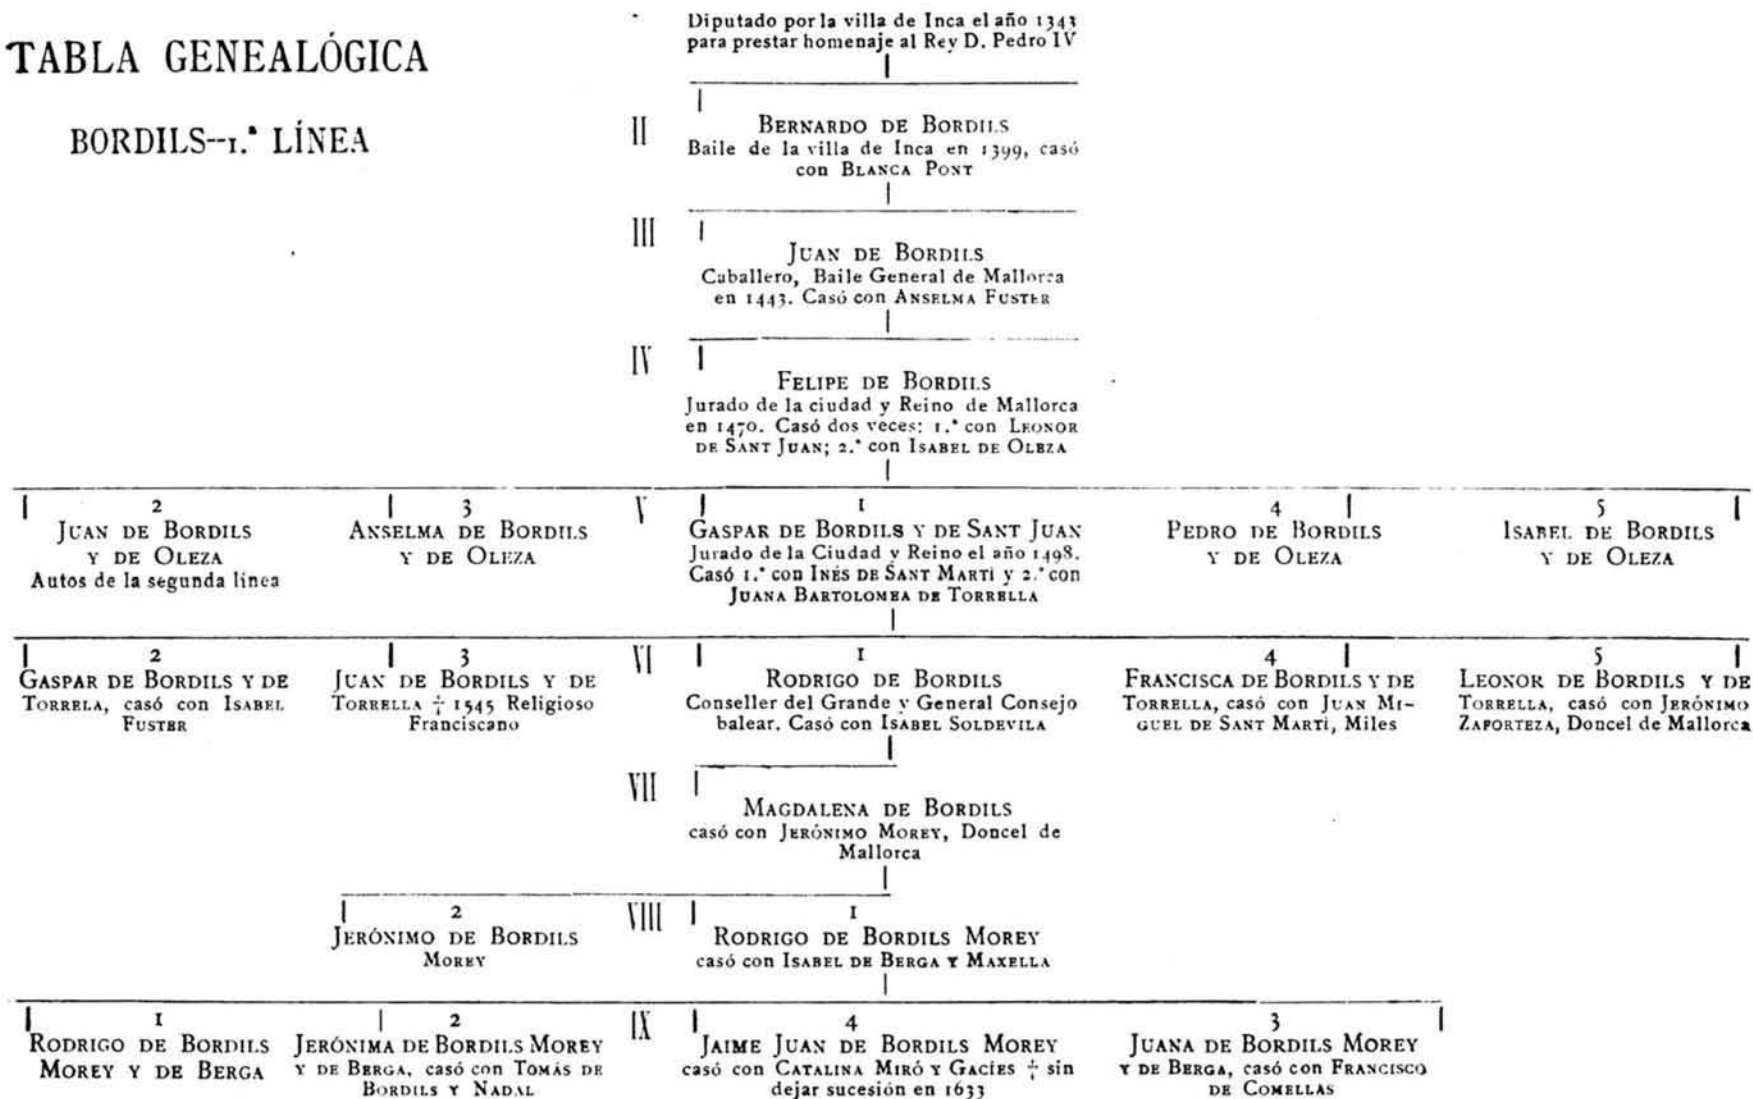 TABLA GENEALÓGICA
BORDILS--1.ª LÍNEA
Diputado por la villa de Inca el año 1343
para prestar homenaje al Rey D. Pedro IV
II
BERNARDO DE BORDILS
Baile de la villa de Inca en 1399, casó
con BLANCA PONT
III
JUAN DE BORDILS
Caballero, Baile General de Mallorca
en 1443. Casó con ANSELMA FUSTER
IV
FELIPE DE BORDILS
Jurado de la ciudad y Reino de Mallorca
en 1470. Casó dos veces: 1.ª con LEONOR
DE SANT JUAN; 2.ª con ISABEL DE OLEZA
V
2
JUAN DE BORDILS
Y DE OLEZA
Autos de la segunda línea
3
ANSELMA DE BORDILS
Y DE OLEZA
1
GASPAR DE BORDILS Y DE SANT JUAN
Jurado de la Ciudad y Reino el año 1498.
Casó 1.ª con INÉS DE SANT MARTÍ y 2.ª con
JUANA BARTOLOMEA DE TORRELLA
4
PEDRO DE BORDILS
Y DE OLEZA
5
ISABEL DE BORDILS
Y DE OLEZA
VI
2
GASPAR DE BORDILS Y DE
TORRELA, casó con ISABEL
FUSTER
3
JUAN DE BORDILS Y DE
TORRELLA † 1545 Religioso
Franciscano
1
RODRIGO DE BORDILS
Conseller del Grande y General Consejo
balear. Casó con ISABEL SOLDEVILA
4
FRANCISCA DE BORDILS Y DE
TORRELLA, casó con JUAN MI-
GUEL DE SANT MARTÍ, Miles
5
LEONOR DE BORDILS Y DE
TORRELLA, casó con JERÓNIMO
ZAFORTEZA, Doncel de Mallorca
VII
MAGDALENA DE BORDILS
casó con JERÓNIMO MOREY, Doncel de
Mallorca
VIII
2
JERÓNIMO DE BORDILS
MOREY
1
RODRIGO DE BORDILS MOREY
casó con ISABEL DE BERGA Y MAXELLA
IX
1
RODRIGO DE BORDILS
MOREY Y DE BERGA
2
JERÓNIMA DE BORDILS MOREY
Y DE BERGA, casó con TOMÁS DE
BORDILS Y NADAL
4
JAIME JUAN DE BORDILS MOREY
casó con CATALINA MIRÓ Y GACÍES † sin
dejar sucesión en 1633
3
JUANA DE BORDILS MOREY
Y DE BERGA, casó con FRANCISCO
DE COMELLAS